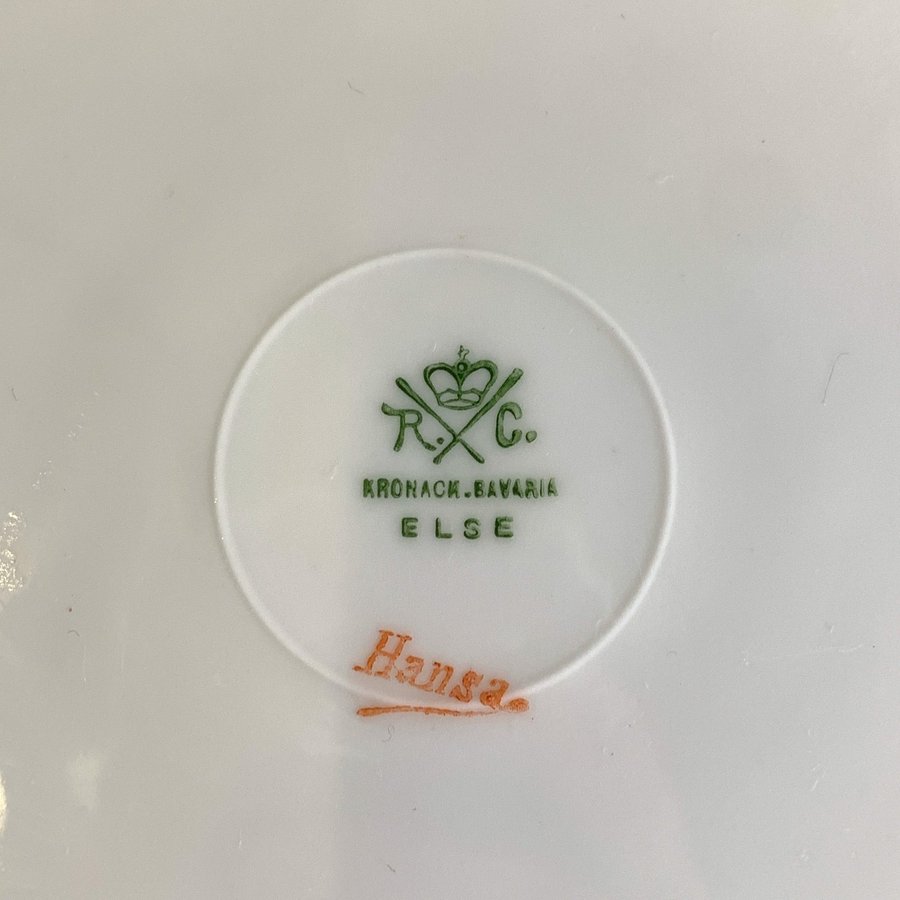 R. C.
KRONACH.BAVARIA
ELSE
Hansa.